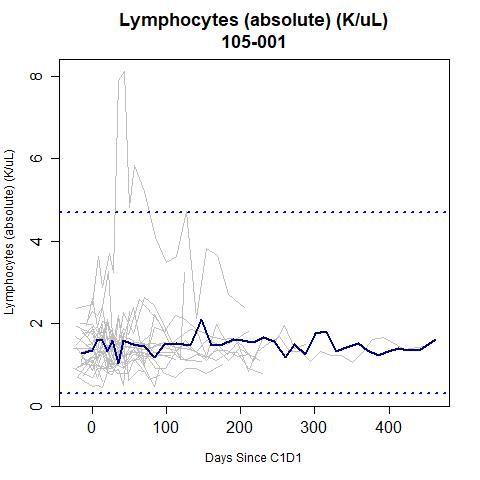 Lymphocytes (absolute) (K/uL)
105-001
Lymphocytes (absolute) (K/uL)
8
6
4
2
0
0 100 200 300 400
Days Since C1D1